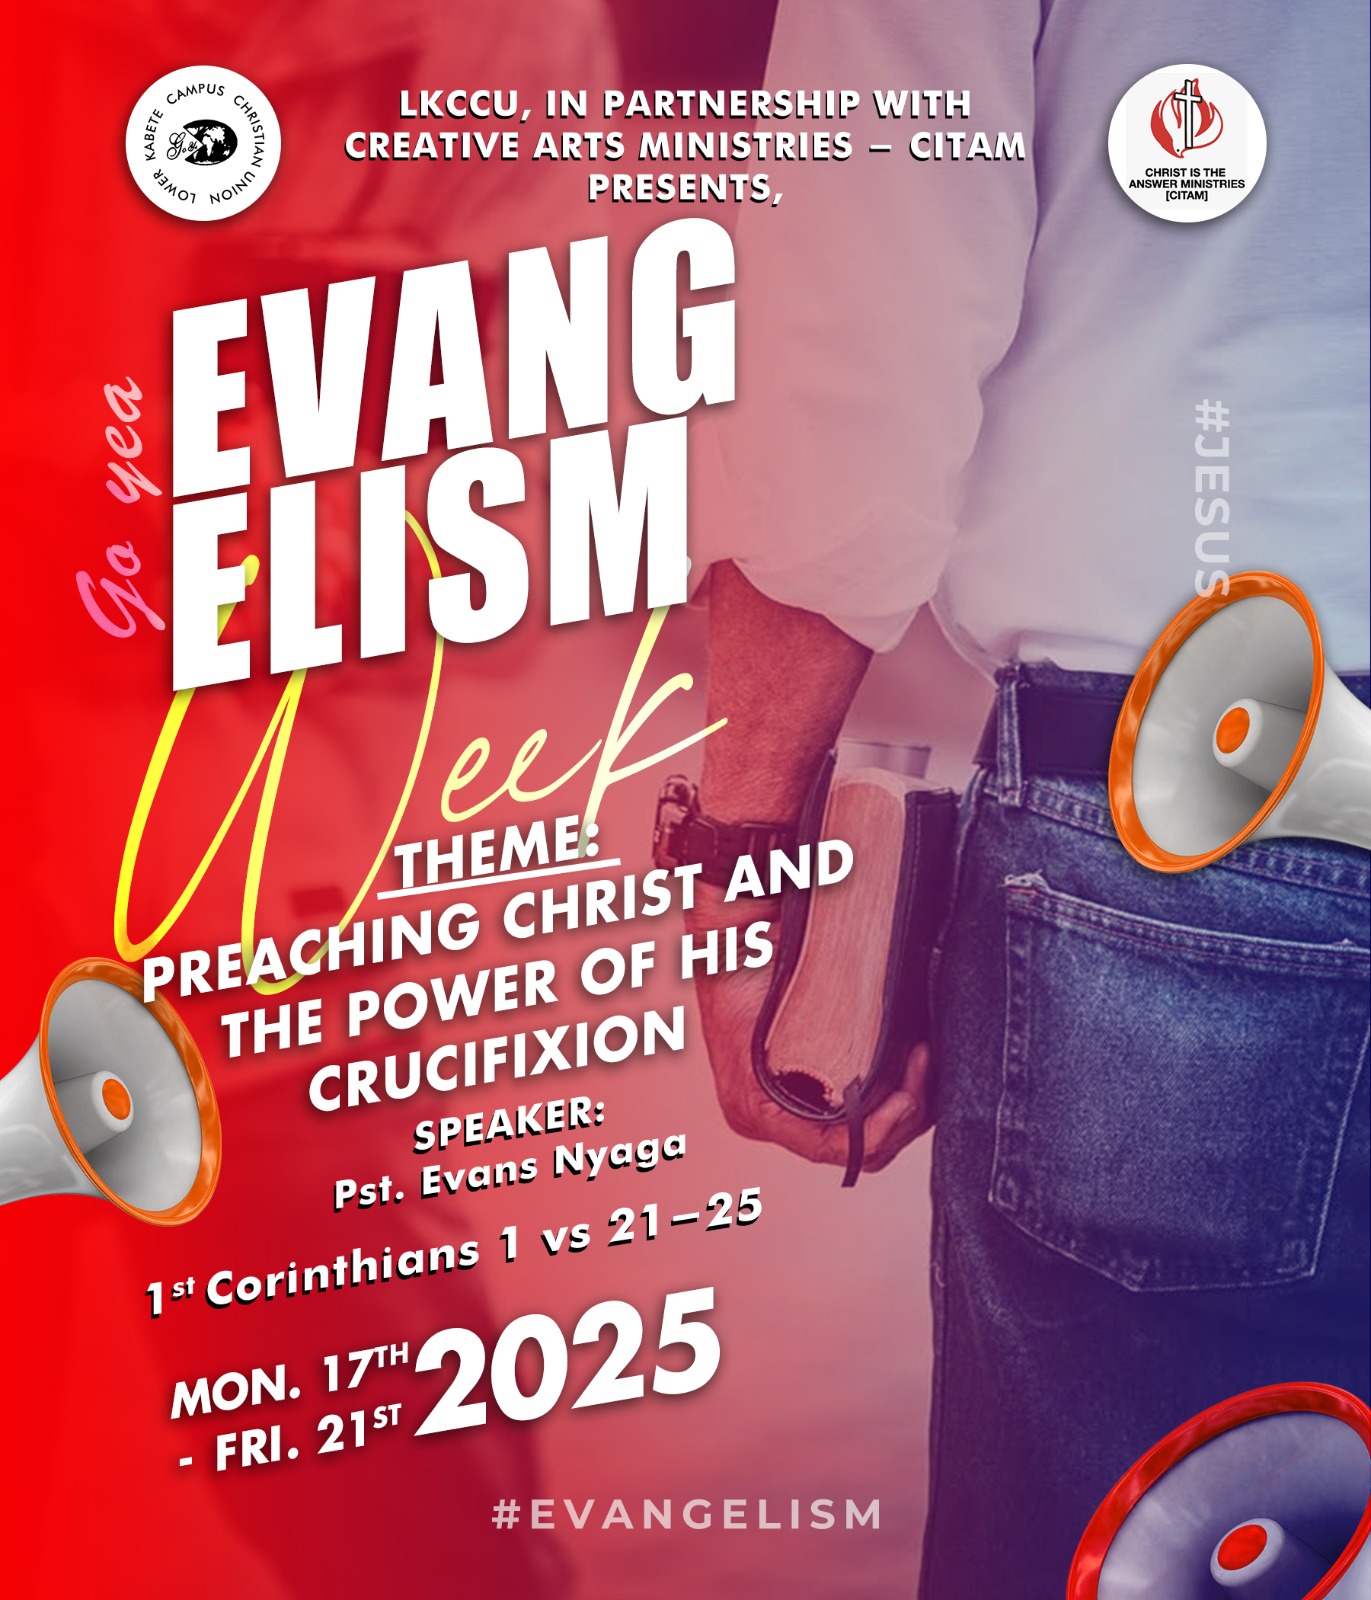 LOWER KABETE CAMPUS CHRISTIAN UNION
LKCCU, IN PARTNERSHIP WITH
CREATIVE ARTS MINISTRIES – CITAM
PRESENTS,
CHRIST IS THE
ANSWER MINISTRIES
[CITAM]
EVANG
ELISM
Week
Go yea
#JESUS
THEME:
PREACHING CHRIST AND
THE POWER OF HIS
CRUCIFIXION
SPEAKER:
Pst. Evans Nyaga
1st Corinthians 1 vs 21–25
MON. 17TH
- FRI. 21ST
2025
#EVANGELISM